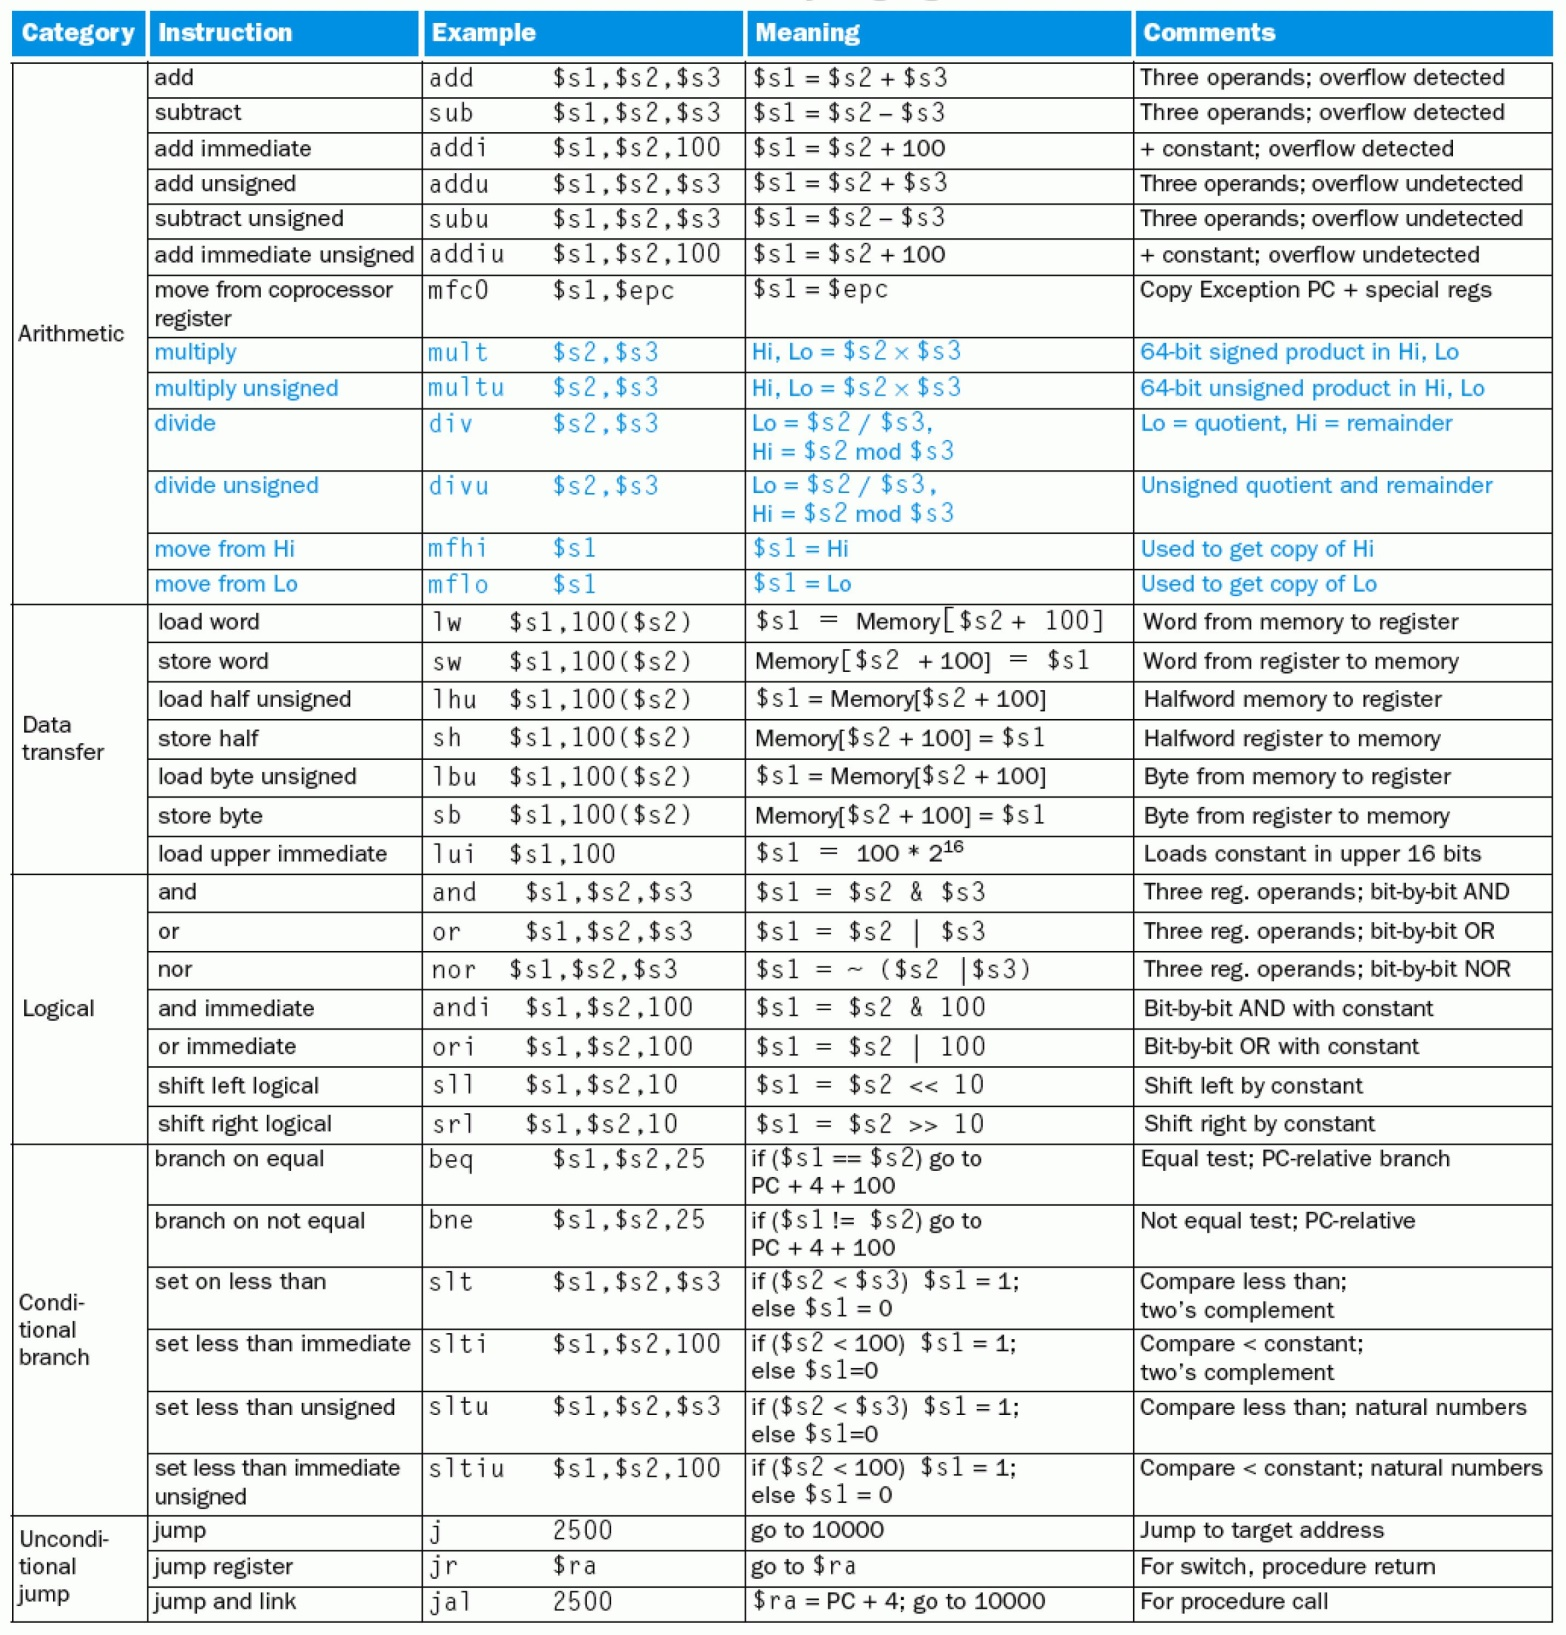 Category Instruction Example Meaning Comments
Arithmetic
add add $s1,$s2,$s3 $s1 = $s2 + $s3 Three operands; overflow detected
subtract sub $s1,$s2,$s3 $s1 = $s2 – $s3 Three operands; overflow detected
add immediate addi $s1,$s2,100 $s1 = $s2 + 100 + constant; overflow detected
add unsigned addu $s1,$s2,$s3 $s1 = $s2 + $s3 Three operands; overflow undetected
subtract unsigned subu $s1,$s2,$s3 $s1 = $s2 – $s3 Three operands; overflow undetected
add immediate unsigned addiu $s1,$s2,100 $s1 = $s2 + 100 + constant; overflow undetected
move from coprocessor mfc0 $s1,$epc $s1 = $epc Copy Exception PC + special regs
register
multiply mult $s2,$s3 Hi, Lo = $s2 × $s3 64-bit signed product in Hi, Lo
multiply unsigned multu $s2,$s3 Hi, Lo = $s2 × $s3 64-bit unsigned product in Hi, Lo
divide div $s2,$s3 Lo = $s2 / $s3, Lo = quotient, Hi = remainder
Hi = $s2 mod $s3
divide unsigned divu $s2,$s3 Lo = $s2 / $s3, Unsigned quotient and remainder
Hi = $s2 mod $s3
move from Hi mfhi $s1 $s1 = Hi Used to get copy of Hi
move from Lo mflo $s1 $s1 = Lo Used to get copy of Lo
Data
transfer
load word lw $s1,100($s2) $s1 = Memory[$s2 + 100] Word from memory to register
store word sw $s1,100($s2) Memory[$s2 + 100] = $s1 Word from register to memory
load half unsigned lhu $s1,100($s2) $s1 = Memory[$s2 + 100] Halfword memory to register
store half sh $s1,100($s2) Memory[$s2 + 100] = $s1 Halfword register to memory
load byte unsigned lbu $s1,100($s2) $s1 = Memory[$s2 + 100] Byte from memory to register
store byte sb $s1,100($s2) Memory[$s2 + 100] = $s1 Byte from register to memory
load upper immediate lui $s1,100 $s1 = 100 * 2¹⁶ Loads constant in upper 16 bits
Logical
and and $s1,$s2,$s3 $s1 = $s2 & $s3 Three reg. operands; bit-by-bit AND
or or $s1,$s2,$s3 $s1 = $s2 | $s3 Three reg. operands; bit-by-bit OR
nor nor $s1,$s2,$s3 $s1 = ~ ($s2 |$s3) Three reg. operands; bit-by-bit NOR
and immediate andi $s1,$s2,100 $s1 = $s2 & 100 Bit-by-bit AND with constant
or immediate ori $s1,$s2,100 $s1 = $s2 | 100 Bit-by-bit OR with constant
shift left logical sll $s1,$s2,10 $s1 = $s2 << 10 Shift left by constant
shift right logical srl $s1,$s2,10 $s1 = $s2 >> 10 Shift right by constant
Condi-
tional
branch
branch on equal beq $s1,$s2,25 if ($s1 == $s2) go to Equal test; PC-relative branch
PC + 4 + 100
branch on not equal bne $s1,$s2,25 if ($s1 != $s2) go to Not equal test; PC-relative
PC + 4 + 100
set on less than slt $s1,$s2,$s3 if ($s2 < $s3) $s1 = 1; Compare less than;
else $s1 = 0 two's complement
set less than immediate slti $s1,$s2,100 if ($s2 < 100) $s1 = 1; Compare < constant;
else $s1=0 two's complement
set less than unsigned sltu $s1,$s2,$s3 if ($s2 < $s3) $s1 = 1; Compare less than; natural numbers
else $s1=0
set less than immediate sltiu $s1,$s2,100 if ($s2 < 100) $s1 = 1; Compare < constant; natural numbers
unsigned else $s1 = 0
Uncondi-
tional
jump
jump j 2500 go to 10000 Jump to target address
jump register jr $ra go to $ra For switch, procedure return
jump and link jal 2500 $ra = PC + 4; go to 10000 For procedure call